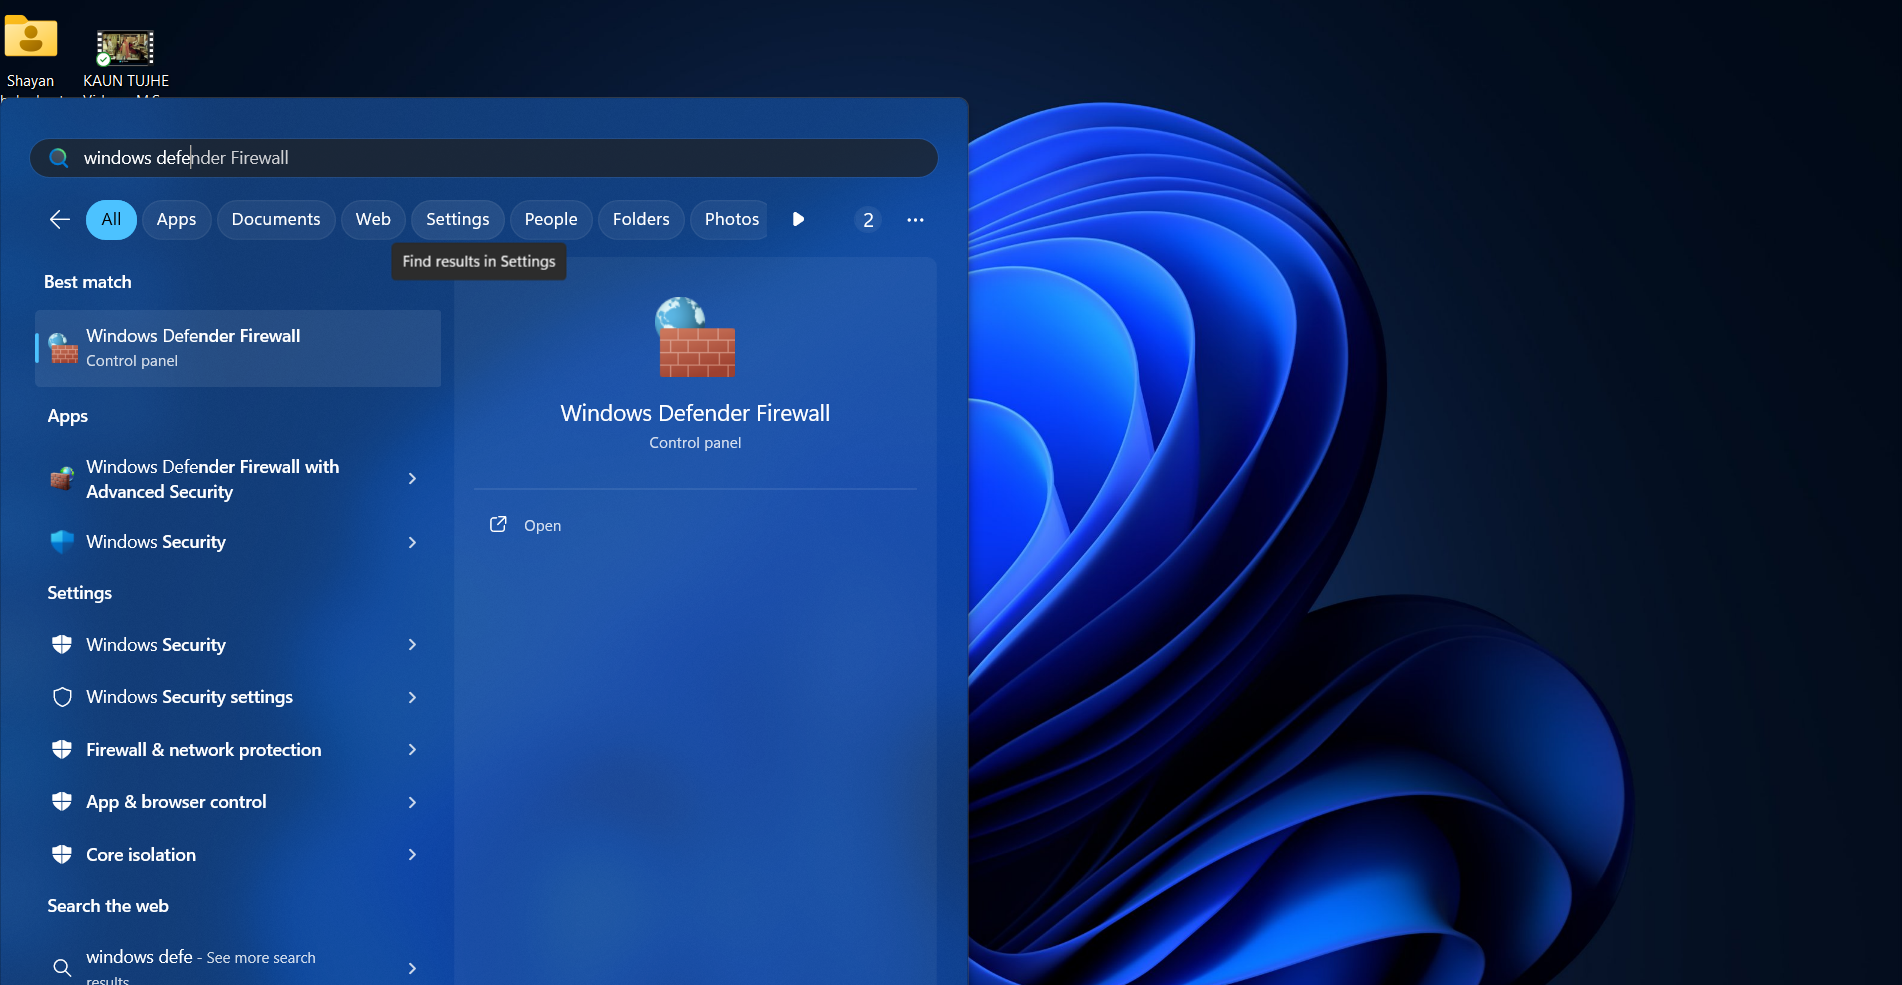 Shayan
KAUN TUJHE
windows defender Firewall
All Apps Documents Web Settings People Folders Photos 2
Find results in Settings
Best match
Windows Defender Firewall
Control panel
Apps
Windows Defender Firewall with
Advanced Security
Windows Security
Settings
Windows Security
Windows Security settings
Firewall & network protection
App & browser control
Core isolation
Search the web
windows defe - See more search
results
Windows Defender Firewall
Control panel
Open